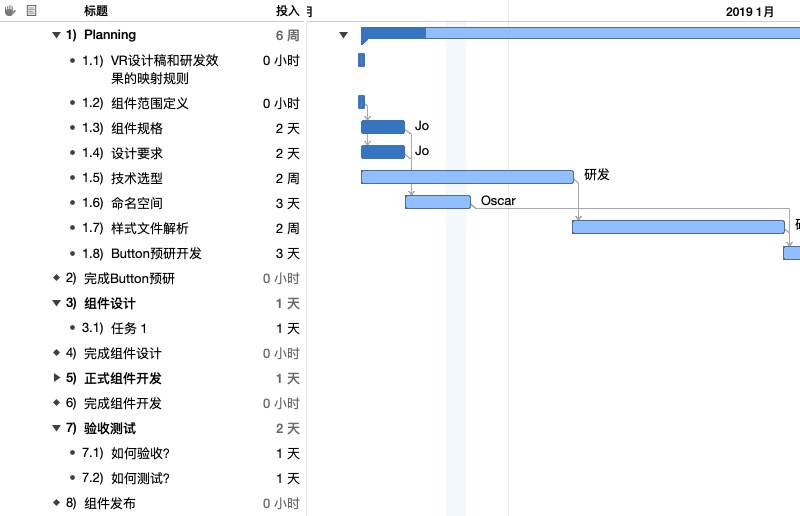 标题 投入 月 2019 1月
1) Planning 6 周
1.1) VR设计稿和研发效 0 小时
果的映射规则
1.2) 组件范围定义 0 小时
1.3) 组件规格 2 天 Jo
1.4) 设计要求 2 天 Jo
1.5) 技术选型 2 周 研发
1.6) 命名空间 3 天 Oscar
1.7) 样式文件解析 2 周
1.8) Button预研开发 3 天
2) 完成Button预研 0 小时
3) 组件设计 1 天
3.1) 任务 1 1 天
4) 完成组件设计 0 小时
5) 正式组件开发 1 天
6) 完成组件开发 0 小时
7) 验收测试 2 天
7.1) 如何验收? 1 天
7.2) 如何测试? 1 天
8) 组件发布 0 小时